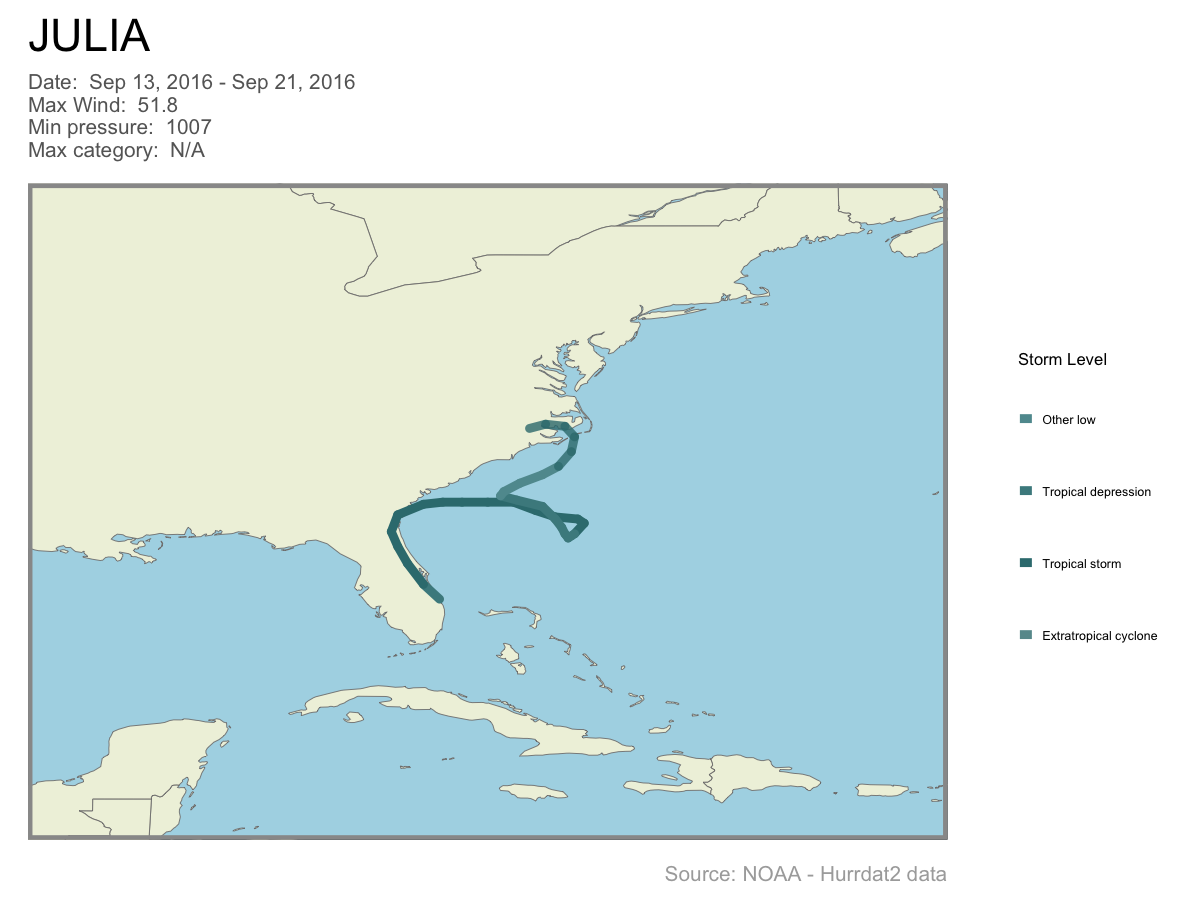 JULIA
Date:  Sep 13, 2016 - Sep 21, 2016
Max Wind:  51.8
Min pressure:  1007
Max category:  N/A
Storm Level
Other low
Tropical depression
Tropical storm
Extratropical cyclone
Source: NOAA - Hurrdat2 data